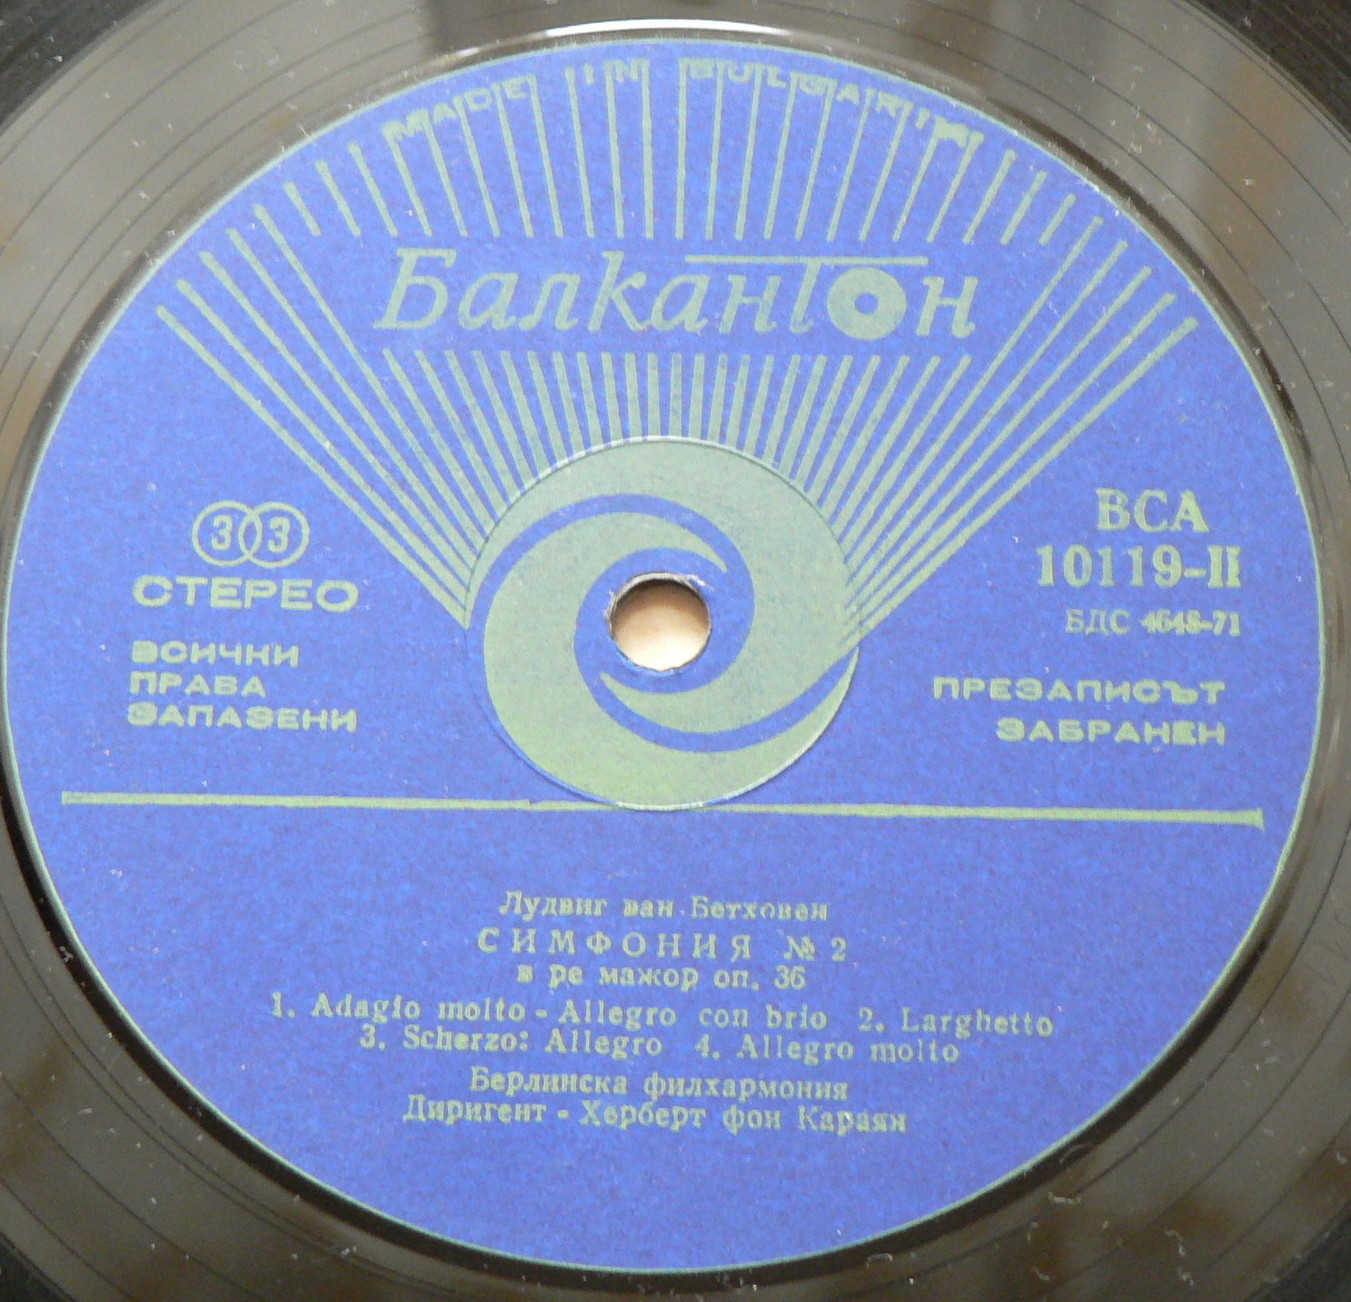 MADE IN BULGARIA
Балкантон
33
СТЕРЕО
ВСИЧКИ
ПРАВА
ЗАПАЗЕНИ
ВСА
10119-II
БДС 4648-71
ПРЕЗАПИСЪТ
ЗАБРАНЕН
Лудвиг ван Бетховен
СИМФОНИЯ № 2
в ре мажор оп. 36
1. Adagio molto - Allegro con brio 2. Larghetto
3. Scherzo: Allegro 4. Allegro molto
Берлинска филхармония
Диригент - Херберт фон Караян